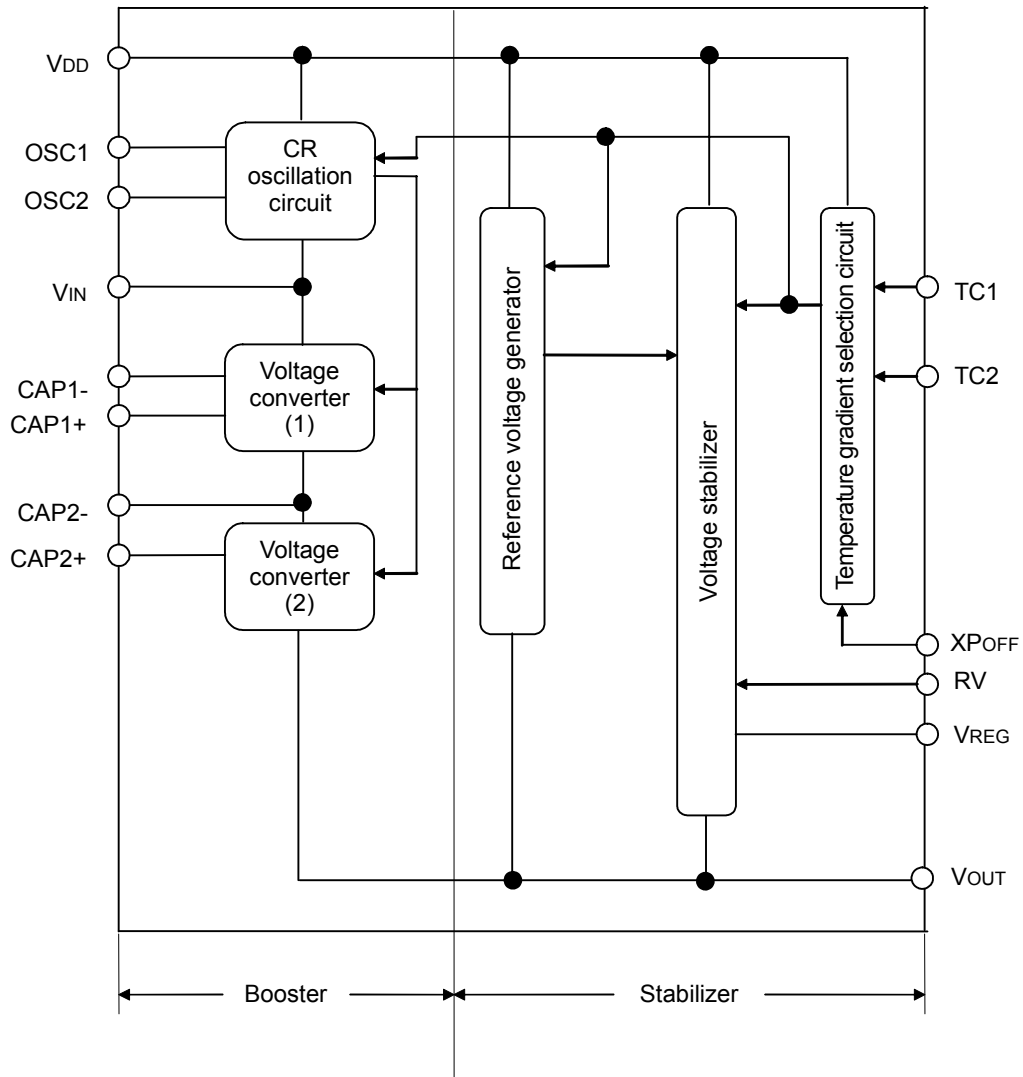 VDD
OSC1
OSC2
VIN
CAP1-
CAP1+
CAP2-
CAP2+
CR
oscillation
circuit
Voltage
converter
(1)
Voltage
converter
(2)
Reference voltage generator
Voltage stabilizer
Temperature gradient selection circuit
TC1
TC2
XPOFF
RV
VREG
VOUT
Booster
Stabilizer